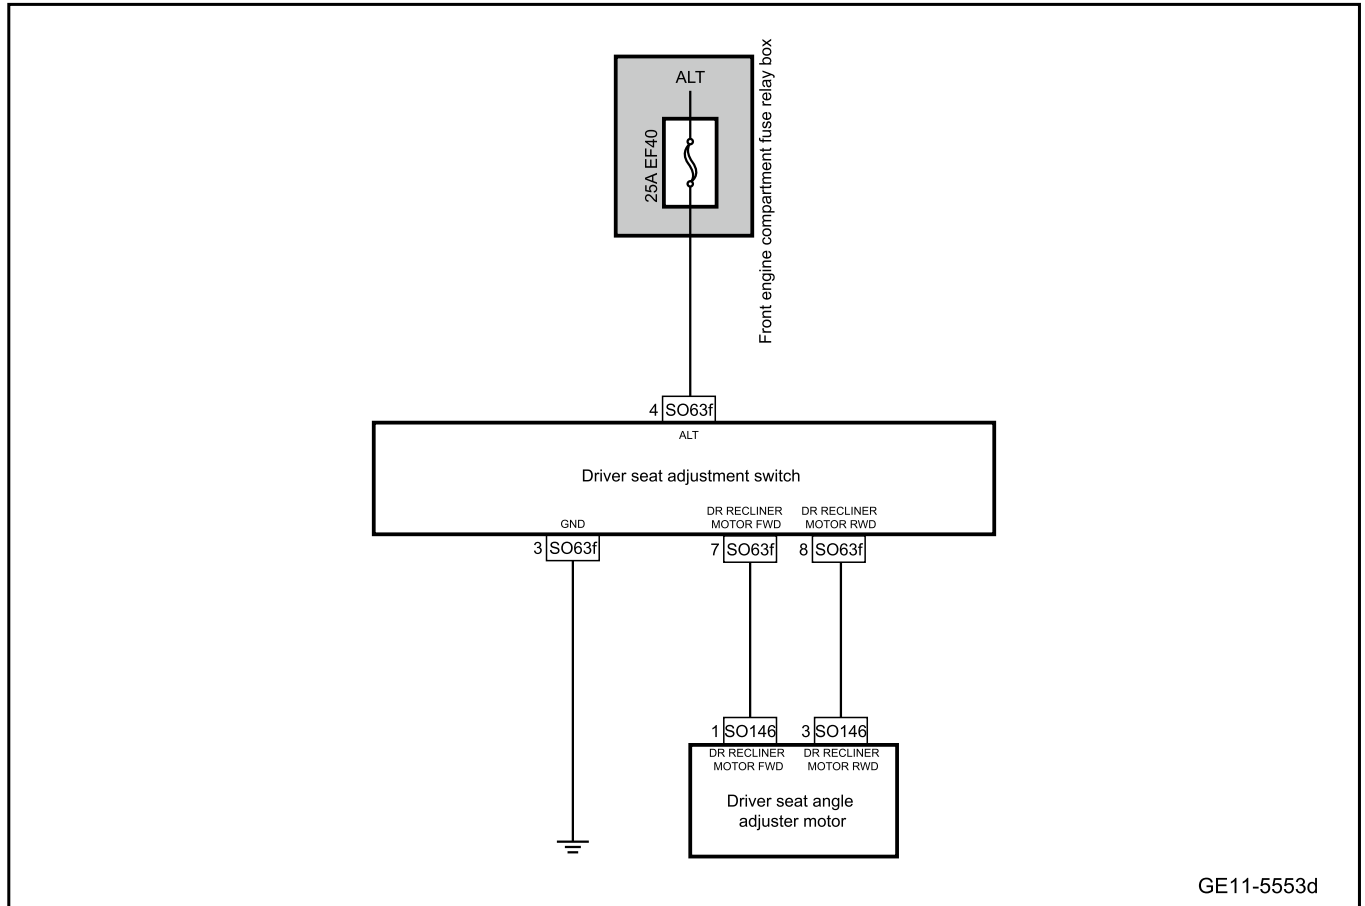 ALT
25A EF40
Front engine compartment fuse relay box
4 SO63f
ALT
Driver seat adjustment switch
GND
DR RECLINER
MOTOR FWD
DR RECLINER
MOTOR RWD
3 SO63f
7 SO63f
8 SO63f
1 SO146
3 SO146
DR RECLINER
MOTOR FWD
DR RECLINER
MOTOR RWD
Driver seat angle
adjuster motor
GE11-5553d